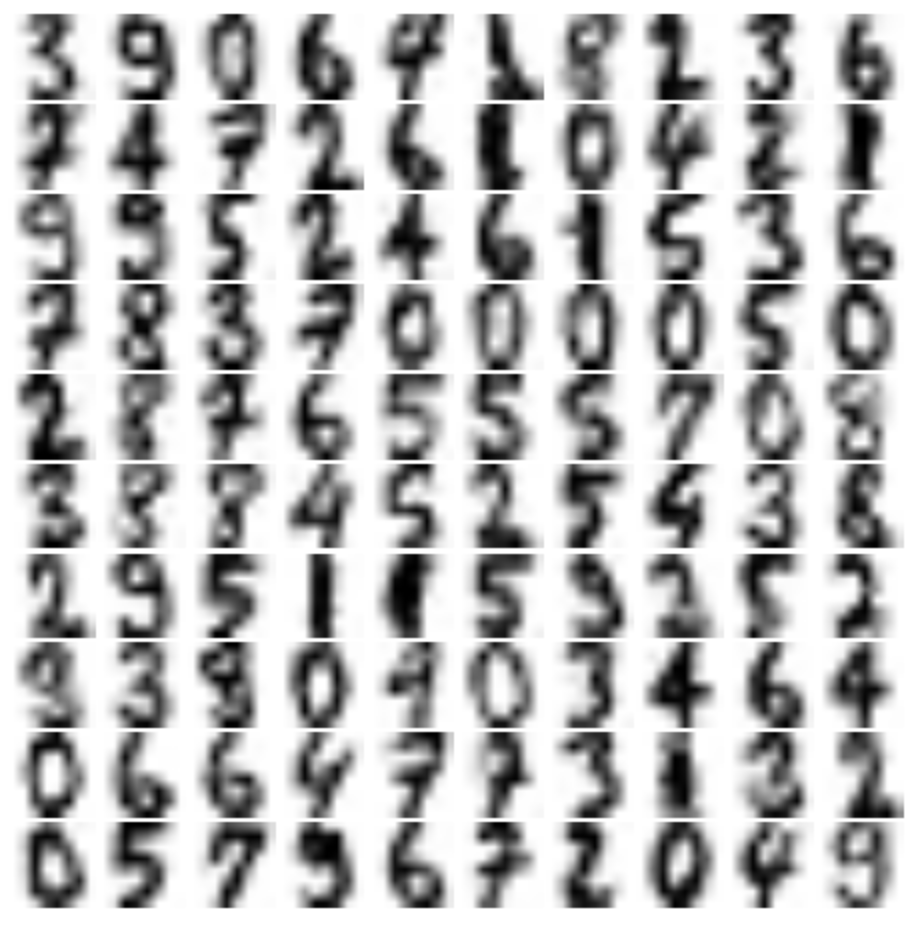 3 9 0 6 4 1 8 2 3 6
7 4 7 2 6 1 0 4 2 1
9 9 5 2 4 6 1 5 3 6
7 8 3 7 0 0 0 0 5 0
2 8 7 6 5 5 5 7 0 8
3 8 8 4 5 2 5 4 3 8
2 9 5 1 1 5 9 2 5 2
9 3 9 0 9 0 3 4 6 4
0 6 6 4 7 7 3 1 3 2
0 5 7 9 6 7 2 0 4 9